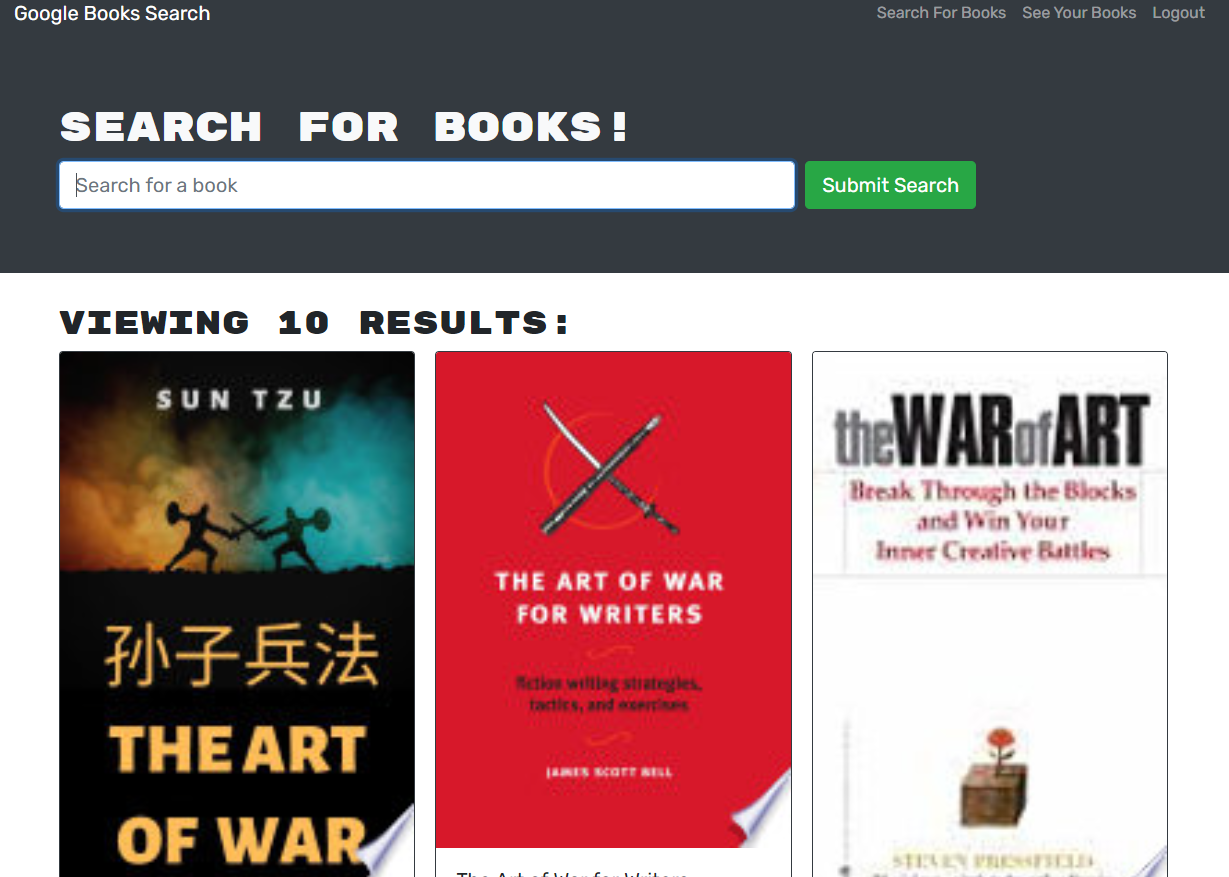 Google Books Search
Search For Books
See Your Books
Logout
SEARCH FOR BOOKS!
Search for a book
Submit Search
VIEWING 10 RESULTS:
SUN TZU
孙子兵法
THE ART
OF WAR
THE ART OF WAR
FOR WRITERS
fiction writing strategies,
tactics, and exercises
JAMES SCOTT BELL
The Art of War for Writers
theWARofART
Break Through the Blocks
and Win Your
Inner Creative Battles
STEVEN PRESSFIELD